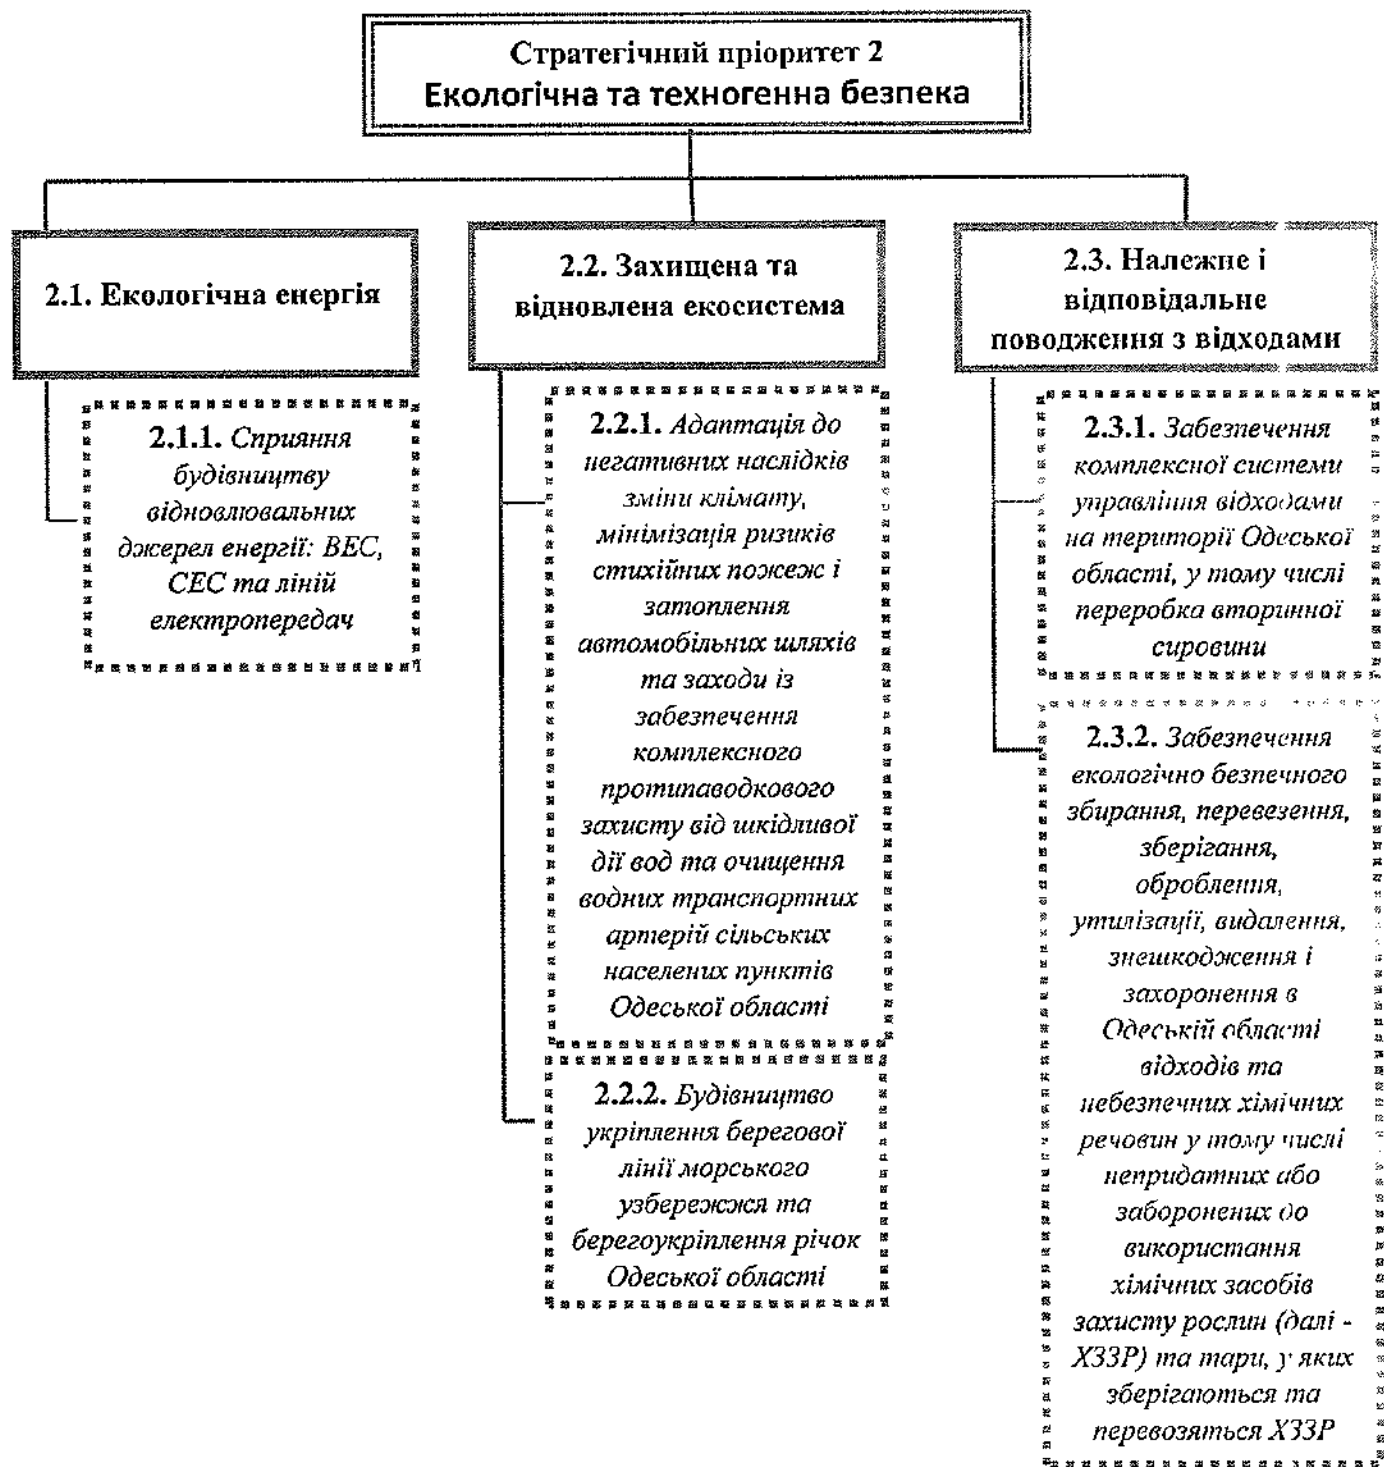 Стратегічний пріоритет 2
Екологічна та техногенна безпека
2.1. Екологічна енергія
2.1.1. Сприяння
будівництву
відновлювальних
джерел енергії: ВЕС,
СЕС та ліній
електропередач
2.2. Захищена та
відновлена екосистема
2.2.1. Адаптація до
негативних наслідків
зміни клімату,
мінімізація ризиків
стихійних пожеж і
затоплення
автомобільних шляхів
та заходи із
забезпечення
комплексного
протипаводкового
захисту від шкідливої
дії вод та очищення
водних транспортних
артерій сільських
населених пунктів
Одеської області
2.2.2. Будівництво
укріплення берегової
лінії морського
узбережжя та
берегоукріплення річок
Одеської області
2.3. Належне і
відповідальне
поводження з відходами
2.3.1. Забезпечення
комплексної системи
управління відходами
на території Одеської
області, у тому числі
переробка вторинної
сировини
2.3.2. Забезпечення
екологічно безпечного
збирання, перевезення,
зберігання,
оброблення,
утилізації, видалення,
знешкодження і
захоронення в
Одеській області
відходів та
небезпечних хімічних
речовин у тому числі
непридатних або
заборонених до
використання
хімічних засобів
захисту рослин (далі -
ХЗЗР) та тари, у яких
зберігаються та
перевозяться ХЗЗР